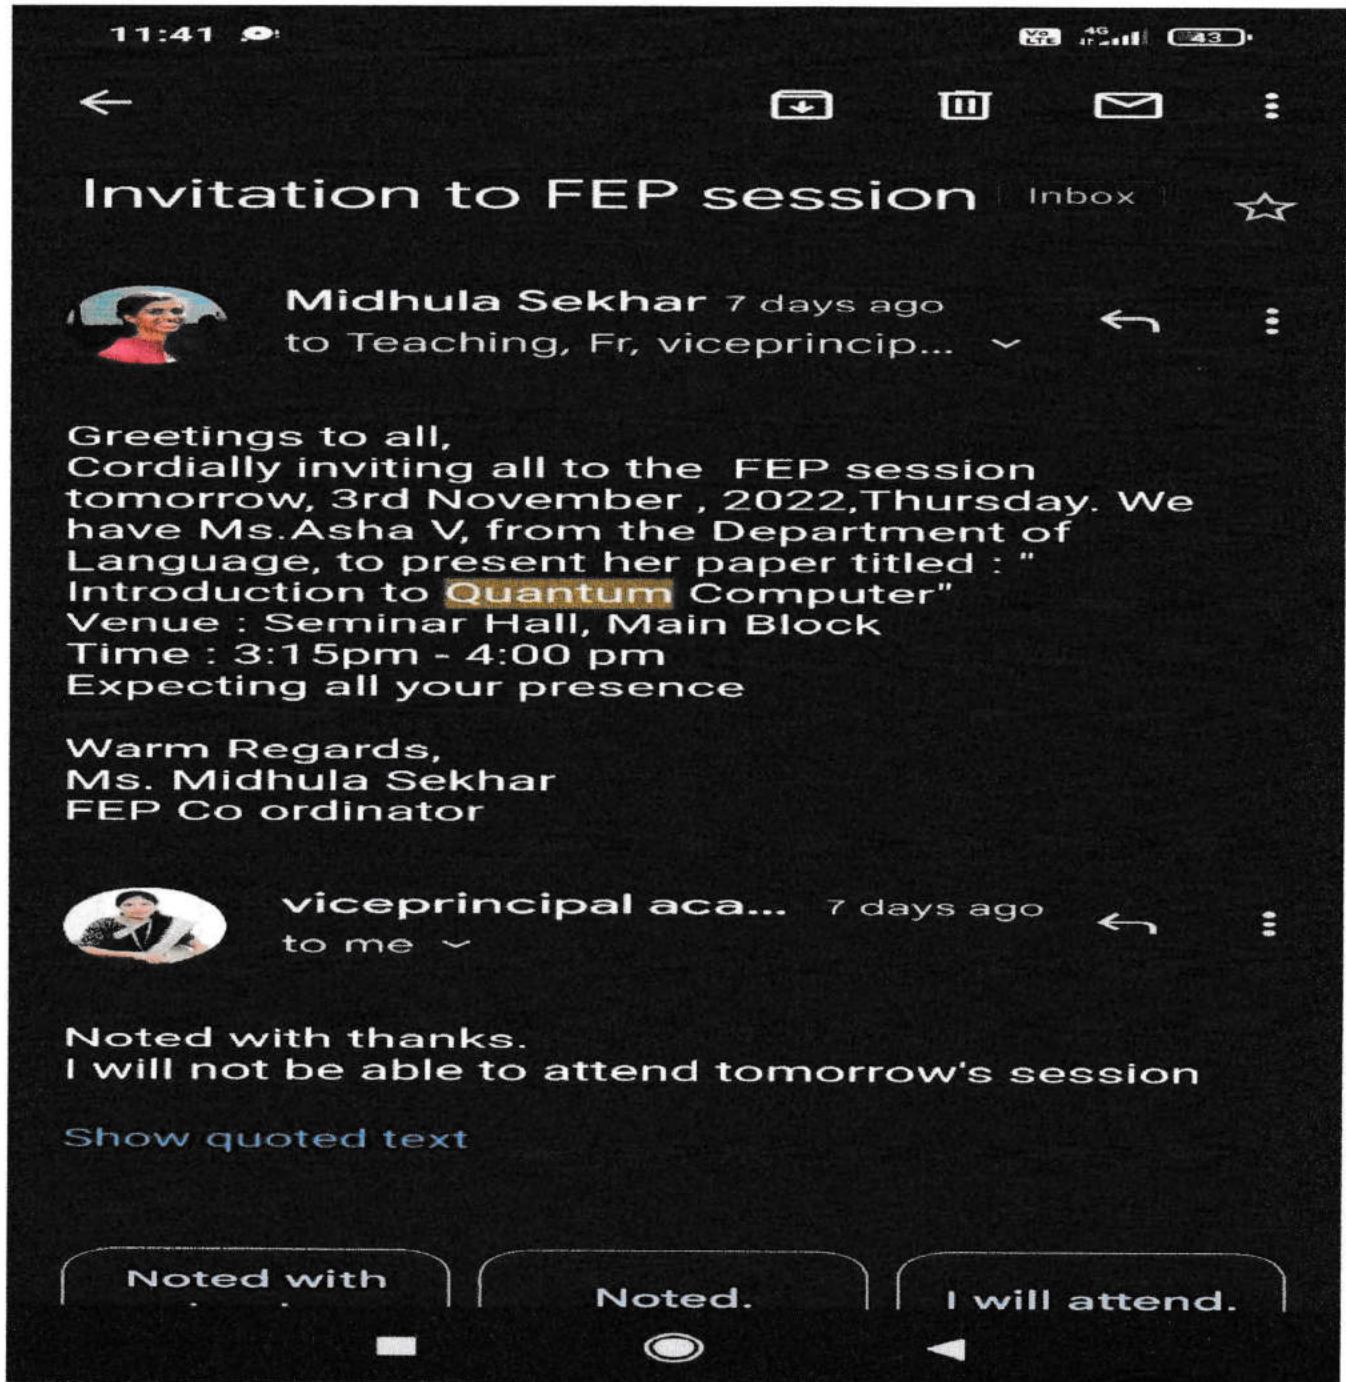 11:41
Vo LTE 4G 43
Invitation to FEP session Inbox
Midhula Sekhar 7 days ago
to Teaching, Fr, viceprincip...
Greetings to all,
Cordially inviting all to the FEP session
tomorrow, 3rd November , 2022,Thursday. We
have Ms.Asha V, from the Department of
Language, to present her paper titled : "
Introduction to Quantum Computer"
Venue : Seminar Hall, Main Block
Time : 3:15pm - 4:00 pm
Expecting all your presence
Warm Regards,
Ms. Midhula Sekhar
FEP Co ordinator
viceprincipal aca... 7 days ago
to me
Noted with thanks.
I will not be able to attend tomorrow's session
Show quoted text
Noted with
Noted.
I will attend.